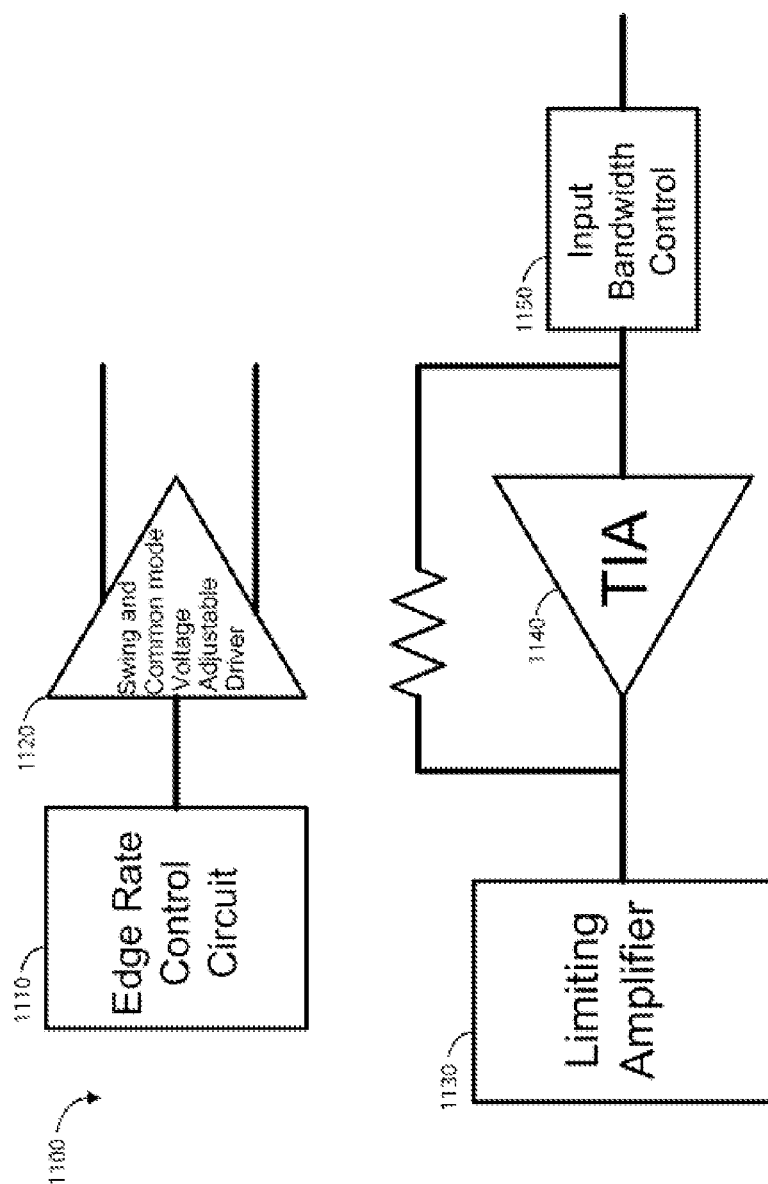 1100
1110
Edge Rate
Control
Circuit
1120
Swing and
Common mode
Voltage
Adjustable
Driver
1130
Limiting
Amplifier
1140
TIA
1150
Input
Bandwidth
Control